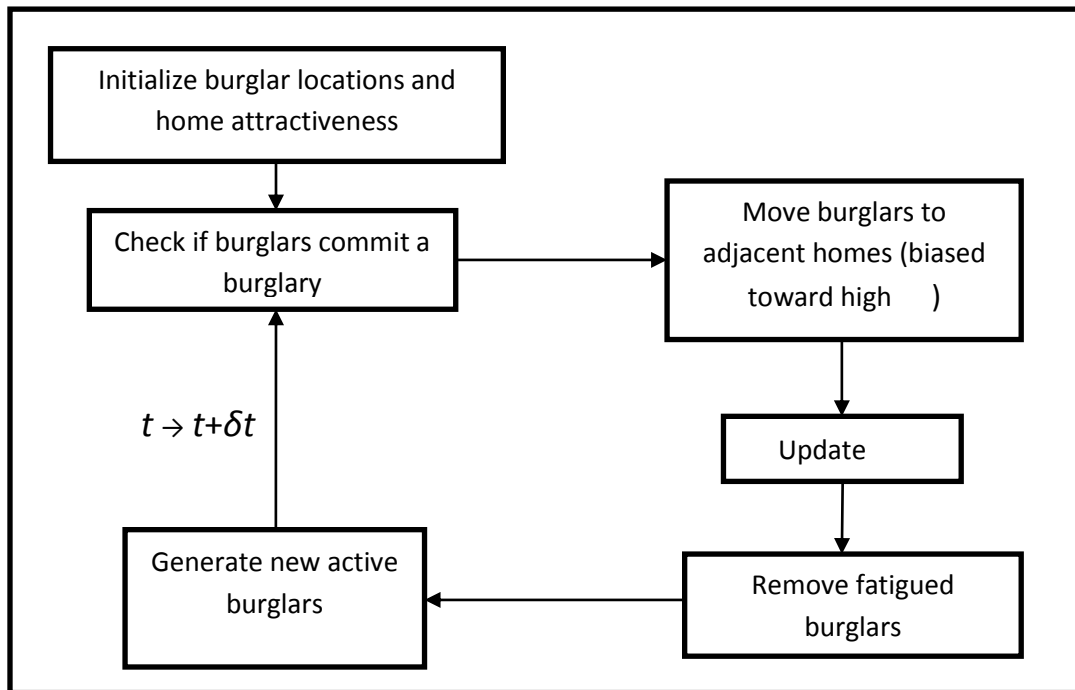 Initialize burglar locations and
home attractiveness
Check if burglars commit a
burglary
Move burglars to
adjacent homes (biased
toward high )
Update
Remove fatigued
burglars
Generate new active
burglars
t → t+δt